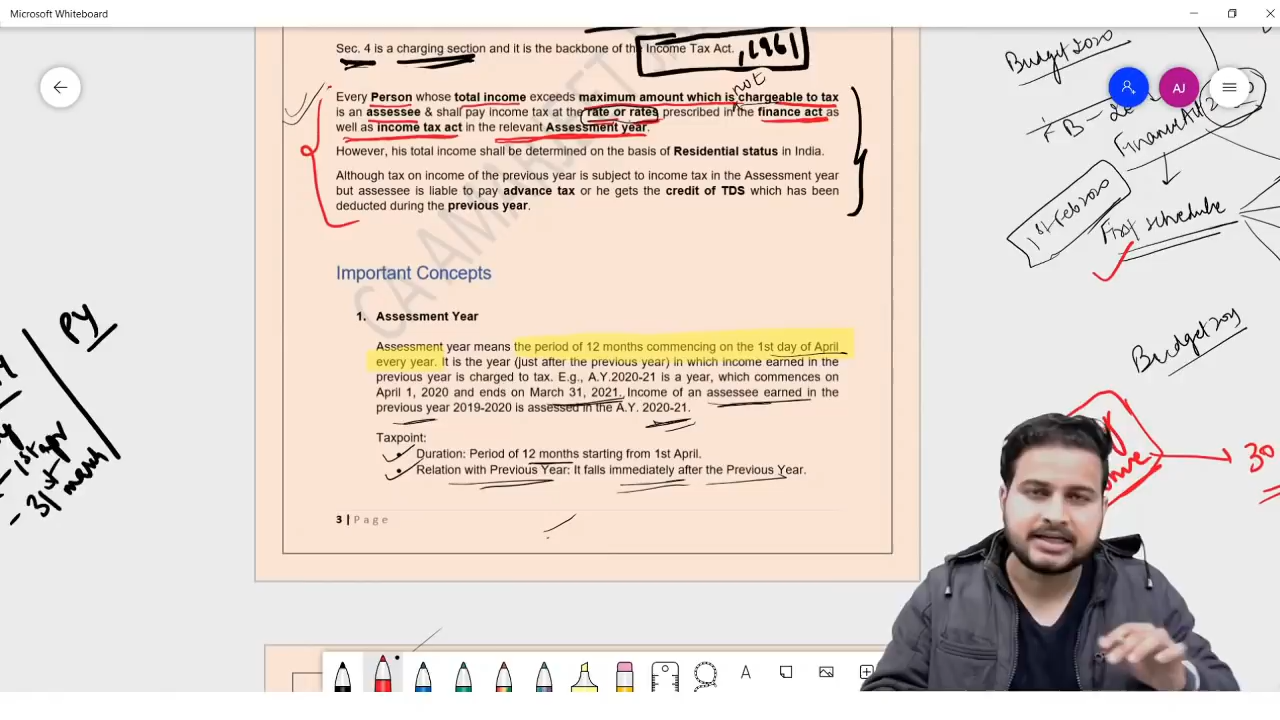 Microsoft Whiteboard
Sec. 4 is a charging section and it is the backbone of the Income Tax Act. ,1961
not
Every Person whose total income exceeds maximum amount which is chargeable to tax
is an assessee & shall pay income tax at the rate or rates prescribed in the finance act as
well as income tax act in the relevant Assessment year.
However, his total income shall be determined on the basis of Residential status in India.
Although tax on income of the previous year is subject to income tax in the Assessment year
but assessee is liable to pay advance tax or he gets the credit of TDS which has been
deducted during the previous year.
Important Concepts
1. Assessment Year
Assessment year means the period of 12 months commencing on the 1st day of April
every year. It is the year (just after the previous year) in which income earned in the
previous year is charged to tax. E.g., A.Y.2020-21 is a year, which commences on
April 1, 2020 and ends on March 31, 2021. Income of an assessee earned in the
previous year 2019-2020 is assessed in the A.Y. 2020-21.
Taxpoint:
• Duration: Period of 12 months starting from 1st April.
• Relation with Previous Year: It falls immediately after the Previous Year.
3 | Page
PY
1st apr
- 31st march
Budget 2020
AJ
FB -
Finance Act
1st Feb 2020
First schedule
Budget 2019
30
A